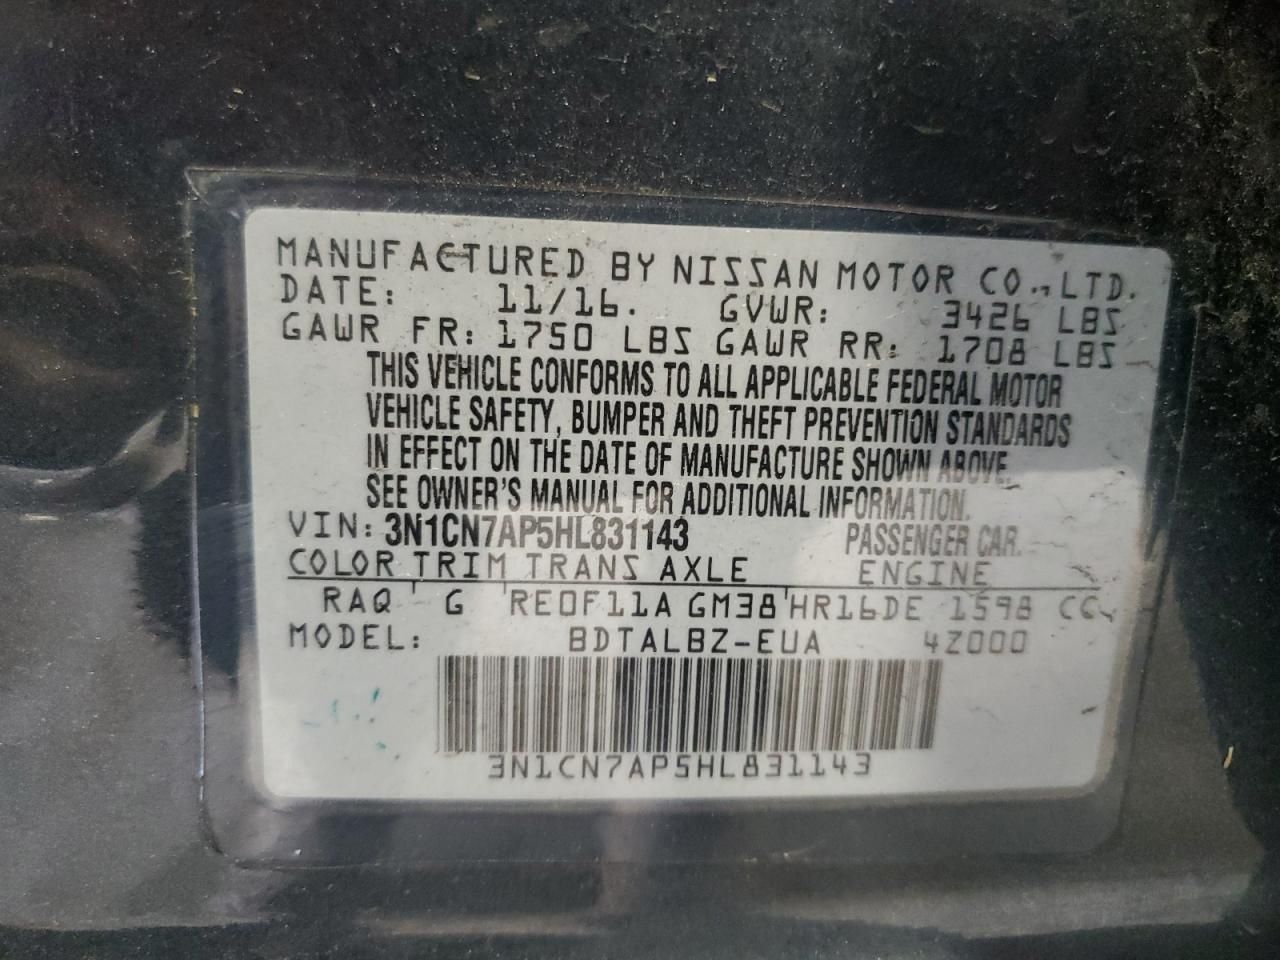 MANUFACTURED BY NISSAN MOTOR CO., LTD.
DATE: 11/16. GVWR: 3426 LBS
GAWR FR: 1750 LBS GAWR RR: 1708 LBS
THIS VEHICLE CONFORMS TO ALL APPLICABLE FEDERAL MOTOR
VEHICLE SAFETY, BUMPER AND THEFT PREVENTION STANDARDS
IN EFFECT ON THE DATE OF MANUFACTURE SHOWN ABOVE.
SEE OWNER'S MANUAL FOR ADDITIONAL INFORMATION.
VIN: 3N1CN7AP5HL831143 PASSENGER CAR.
COLOR TRIM TRANS AXLE ENGINE
RAQ G RE0F11A GM38 HR16DE 1598 CC
MODEL: BDTALBZ-EUA 4Z000
3N1CN7AP5HL831143